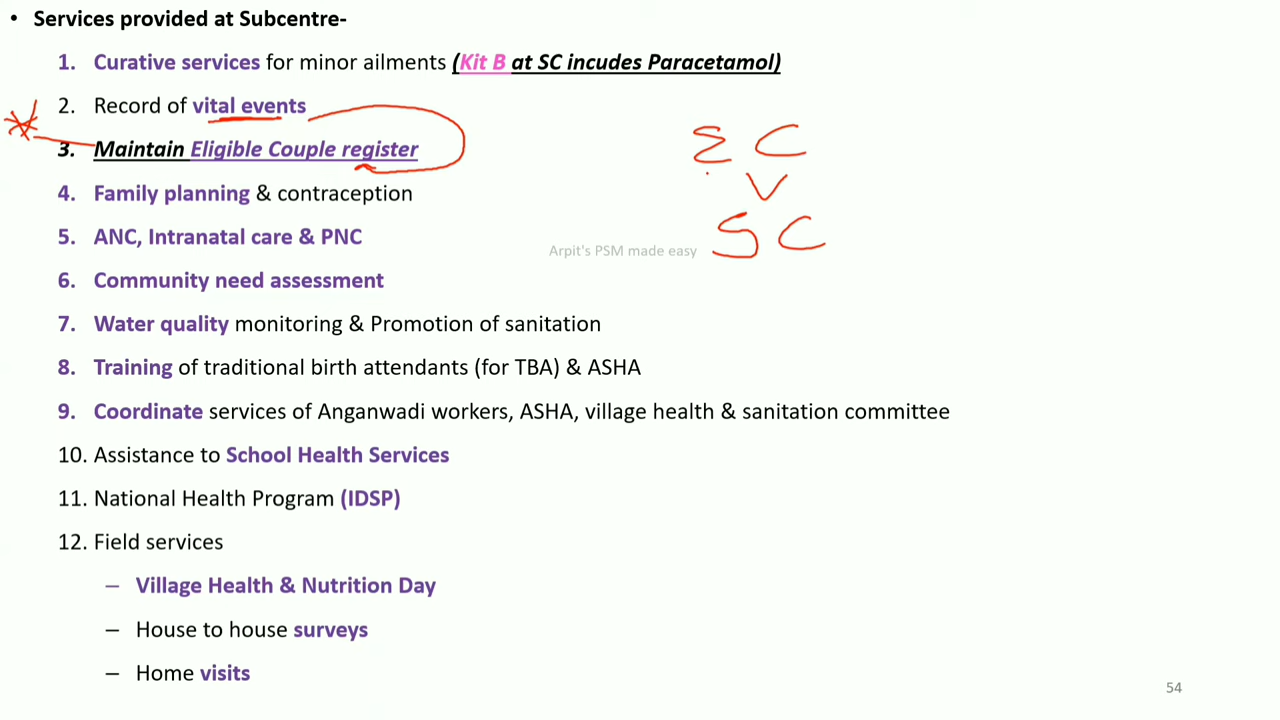 • Services provided at Subcentre-
1. Curative services for minor ailments (Kit B at SC incudes Paracetamol)
2. Record of vital events
3. Maintain Eligible Couple register
4. Family planning & contraception
5. ANC, Intranatal care & PNC
6. Community need assessment
7. Water quality monitoring & Promotion of sanitation
8. Training of traditional birth attendants (for TBA) & ASHA
9. Coordinate services of Anganwadi workers, ASHA, village health & sanitation committee
10. Assistance to School Health Services
11. National Health Program (IDSP)
12. Field services
– Village Health & Nutrition Day
– House to house surveys
– Home visits
EC
SC
Arpit's PSM made easy
54